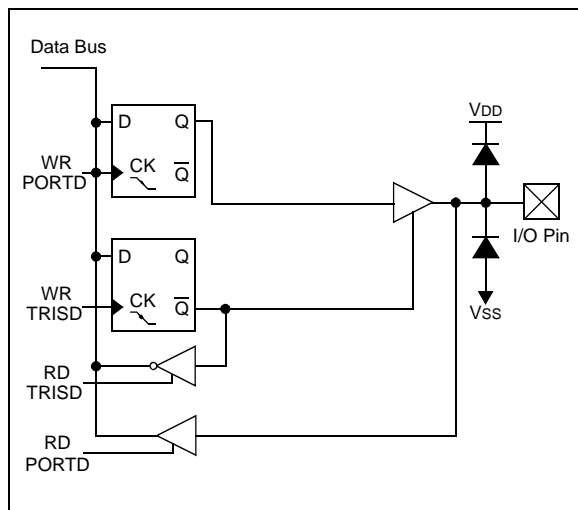 Data Bus
D Q
VDD
WR
PORTD
CK
Q̅
I/O Pin
D Q
WR
TRISD
CK
Q̅
VSS
RD
TRISD
RD
PORTD